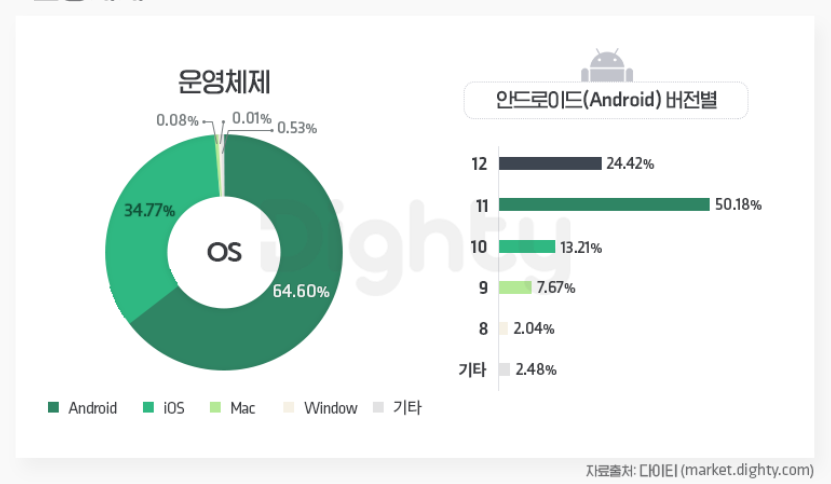 운영체제
0.08%
0.01%
0.53%
34.77%
OS
64.60%
Android
iOS
Mac
Window
기타
안드로이드(Android) 버전별
12 24.42%
11 50.18%
10 13.21%
9 7.67%
8 2.04%
기타 2.48%
Dighty
자료출처: 다이티 (market.dighty.com)